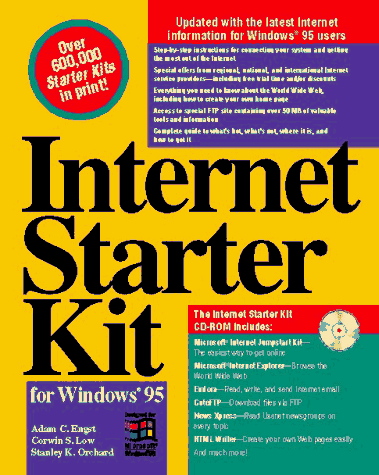 Updated with the latest Internet
information for Windows® 95 users
Over
600,000
Starter Kits
in print!
Step-by-step instructions for connecting your system and getting
the most out of the Internet
Special offers from regional, national, and international Internet
service providers—including free trial time and/or discounts
Everything you need to know about the World Wide Web,
including how to create your own home page
Access to special FTP site containing over 50 MB of valuable
tools and information
Complete guide to what's hot, what's not, where it is, and
how to get it
Internet
Starter
Kit
for Windows® 95
The Internet Starter Kit
CD-ROM Includes:
Microsoft® Internet Jumpstart Kit—
The easiest way to get online
Microsoft® Internet Explorer—Browse the
World Wide Web
Eudora—Read, write, and send Internet email
CuteFTP—Download files via FTP
News Xpress—Read Usenet newsgroups on
every topic
HTML Writer—Create your own Web pages easily
And much more!
Adam C. Engst
Corwin S. Low
Stanley K. Orchard
Designed for
Microsoft®
Windows®95